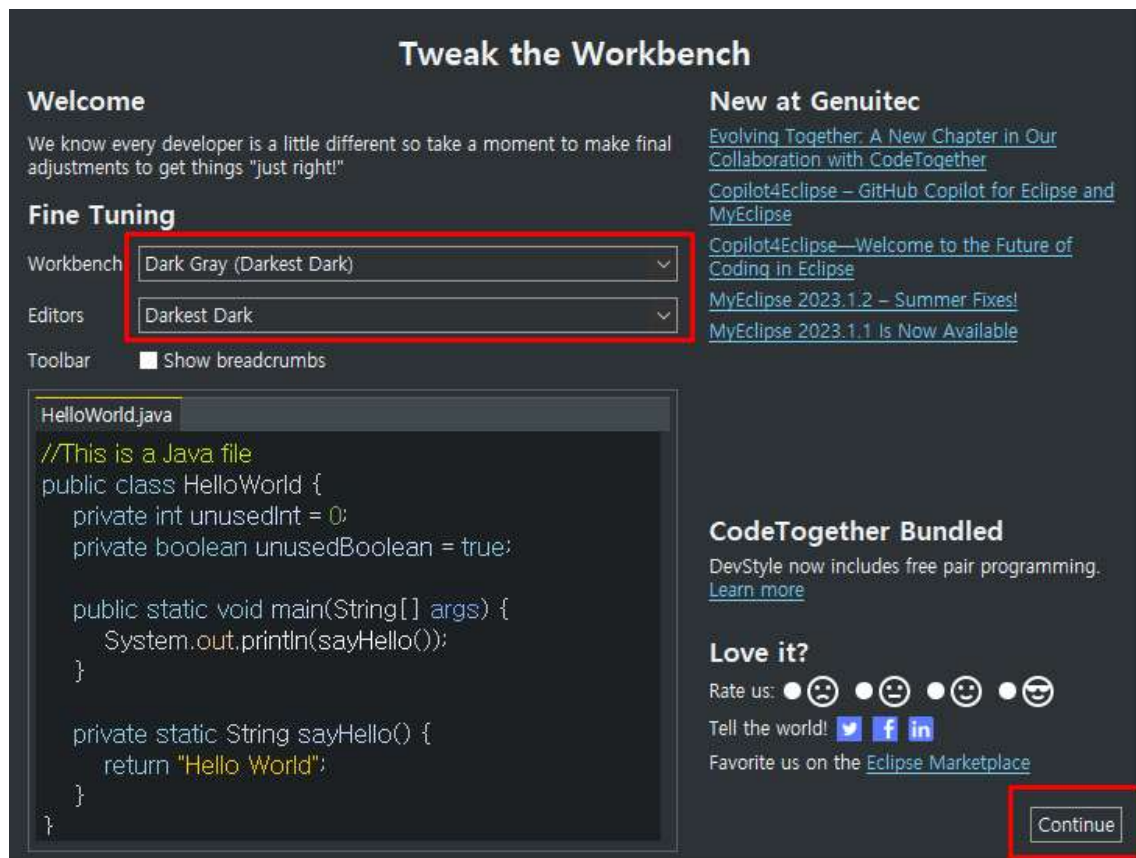 Tweak the Workbench
Welcome
We know every developer is a little different so take a moment to make final
adjustments to get things "just right!"
Fine Tuning
Workbench Dark Gray (Darkest Dark)
Editors Darkest Dark
Toolbar Show breadcrumbs
HelloWorld.java
//This is a Java file
public class HelloWorld {
private int unusedInt = 0;
private boolean unusedBoolean = true;
public static void main(String[] args) {
System.out.println(sayHello());
}
private static String sayHello() {
return "Hello World";
}
}
New at Genuitec
Evolving Together: A New Chapter in Our
Collaboration with CodeTogether
Copilot4Eclipse – GitHub Copilot for Eclipse and
MyEclipse
Copilot4Eclipse—Welcome to the Future of
Coding in Eclipse
MyEclipse 2023.1.2 – Summer Fixes!
MyEclipse 2023.1.1 Is Now Available
CodeTogether Bundled
DevStyle now includes free pair programming.
Learn more
Love it?
Rate us:
Tell the world!
Favorite us on the Eclipse Marketplace
Continue